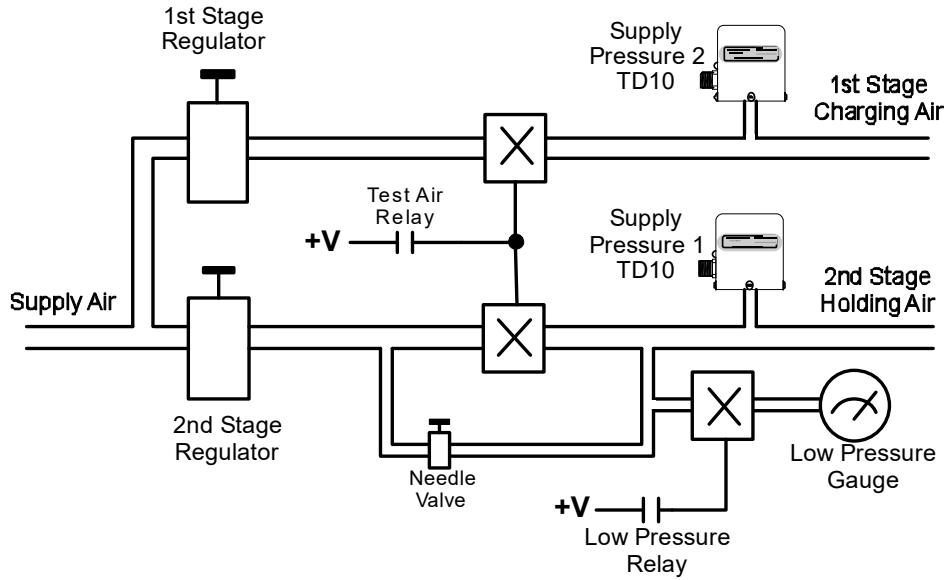 1st Stage
Regulator
Supply
Pressure 2
TD10
1st Stage
Charging Air
Test Air
Relay
+V
Supply
Pressure 1
TD10
Supply Air
2nd Stage
Holding Air
2nd Stage
Regulator
Needle
Valve
Low Pressure
Gauge
+V
Low Pressure
Relay